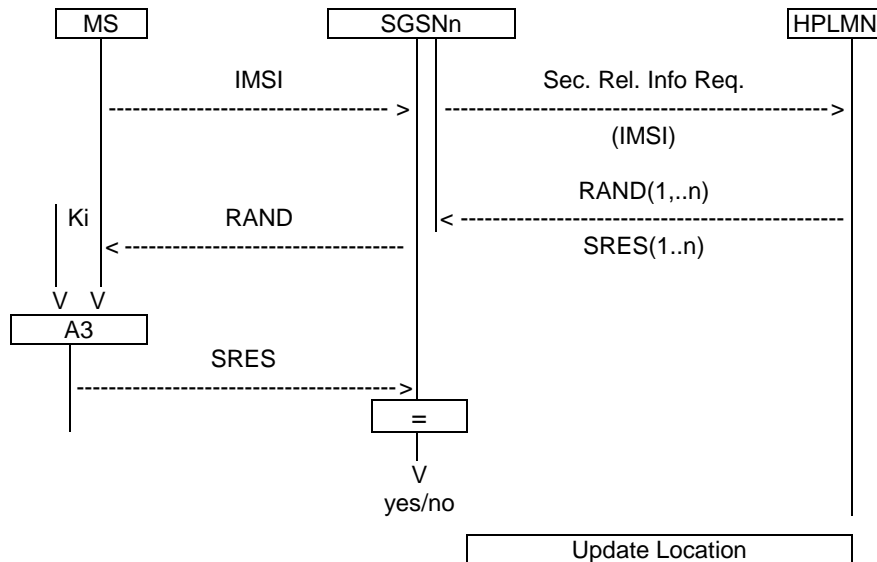 MS SGSNn HPLMN
IMSI Sec. Rel. Info Req.
---------------------------------- > ---------------------------------------------- >
(IMSI)
RAND(1,..n)
Ki RAND < ----------------------------------------------
< ----------------------------------
SRES(1..n)
V V
A3
SRES
---------------------------------------->
=
V
yes/no
Update Location